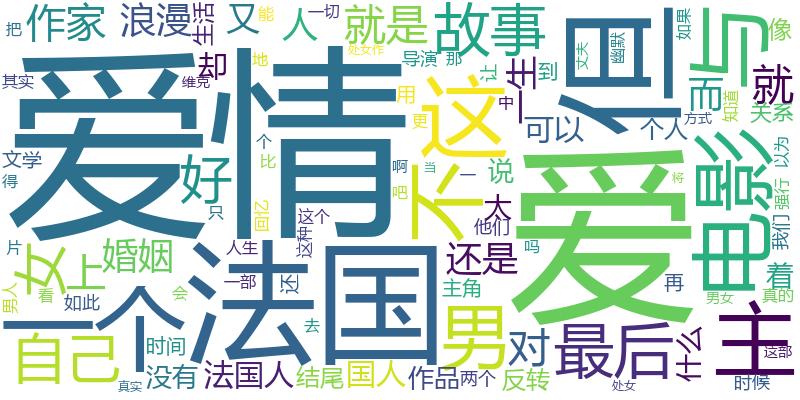 爱情
爱
法国
这
但
与
电影
主
男
女
不
一个
自己
最后
故事
就是
好
对
上
婚姻
作家
浪漫
又
人
却
生活
把
能
一切
处女作
导演
那
让
一生
到
丈夫
幽默
如果
像
就
而
知道
关系
可以
个人
方式
以为
强行
我们
着
真的
男女
这部
时候
什么
再
处女
反转
两个
作品
国人
结尾
法国人
没有
真实
时间
如此
男人
看
会
一部
人生
还
去
这种
这个
回忆
只
个
比
地
维克
其实
文学
得
片
用
更
中
说
太
他们
还是
主角
吗
吧
啊
当
一
将